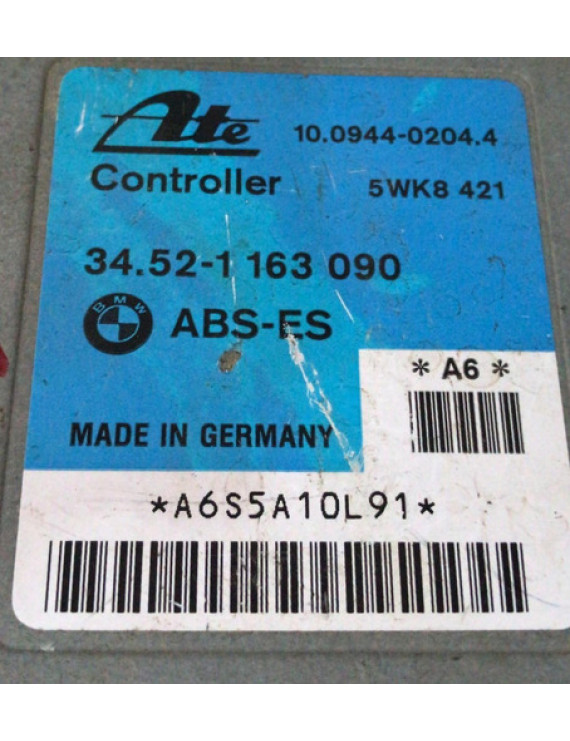 Ate 10.0944-0204.4
Controller 5WK8 421
34.52-1 163 090
BMW ABS-ES
*A6*
MADE IN GERMANY
*A6S5A10L91*